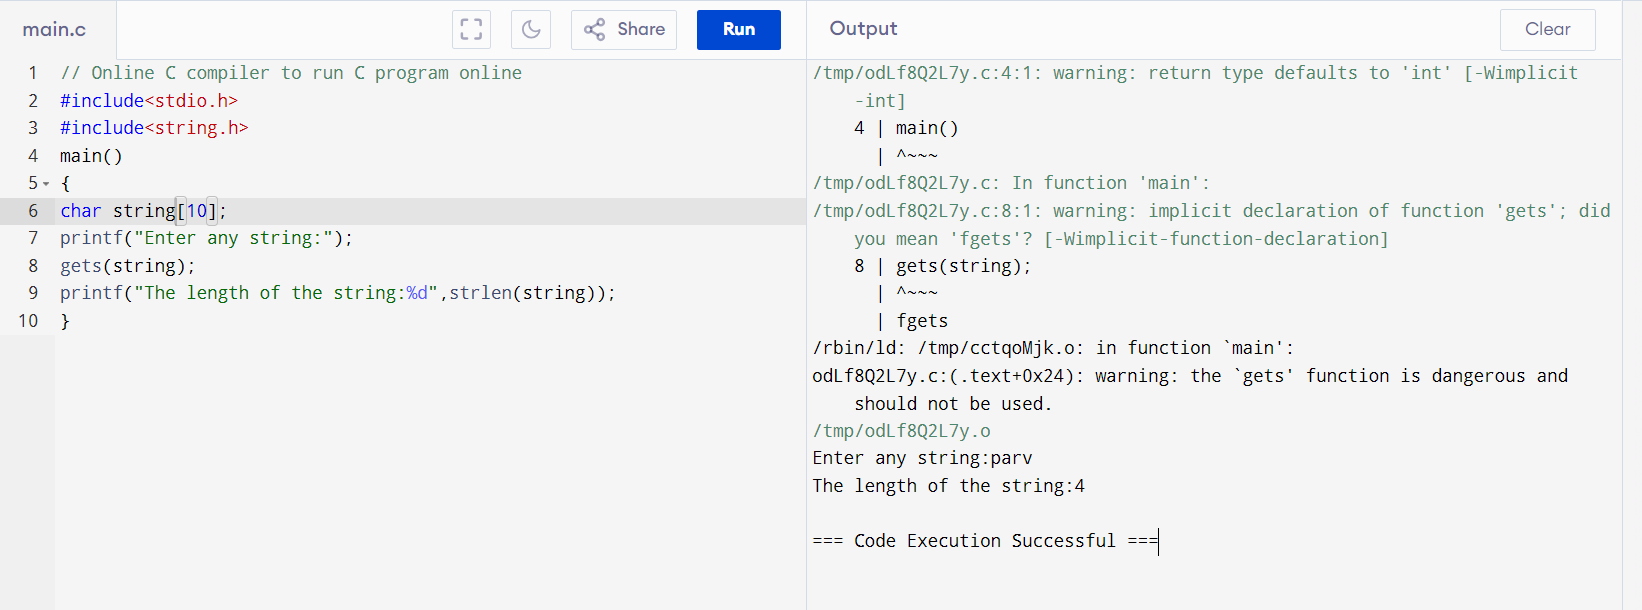 main.c
Share
Run
Output
Clear
1 // Online C compiler to run C program online
2 #include<stdio.h>
3 #include<string.h>
4 main()
5 {
6 char string[10];
7 printf("Enter any string:");
8 gets(string);
9 printf("The length of the string:%d",strlen(string));
10 }
/tmp/odLf8Q2L7y.c:4:1: warning: return type defaults to 'int' [-Wimplicit
-int]
4 | main()
| ^~~~
/tmp/odLf8Q2L7y.c: In function 'main':
/tmp/odLf8Q2L7y.c:8:1: warning: implicit declaration of function 'gets'; did
you mean 'fgets'? [-Wimplicit-function-declaration]
8 | gets(string);
| ^~~~
| fgets
/rbin/ld: /tmp/cctqoMjk.o: in function `main':
odLf8Q2L7y.c:(.text+0x24): warning: the `gets' function is dangerous and
should not be used.
/tmp/odLf8Q2L7y.o
Enter any string:parv
The length of the string:4
=== Code Execution Successful ===